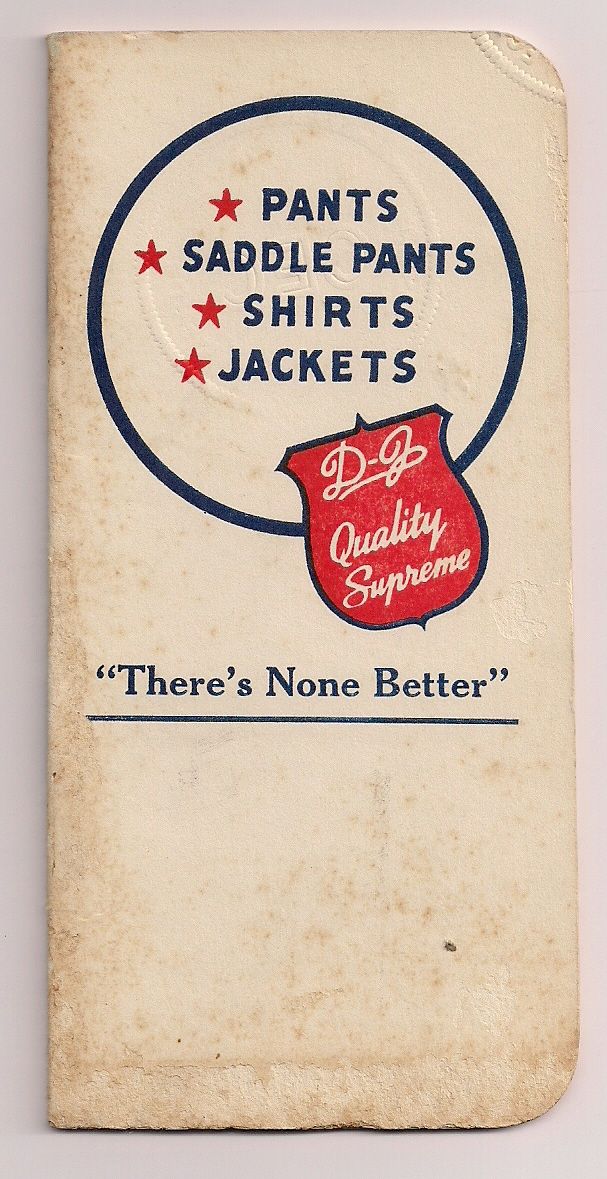 ★ PANTS
★ SADDLE PANTS
★ SHIRTS
★ JACKETS
D-J
Quality
Supreme
“There's None Better”